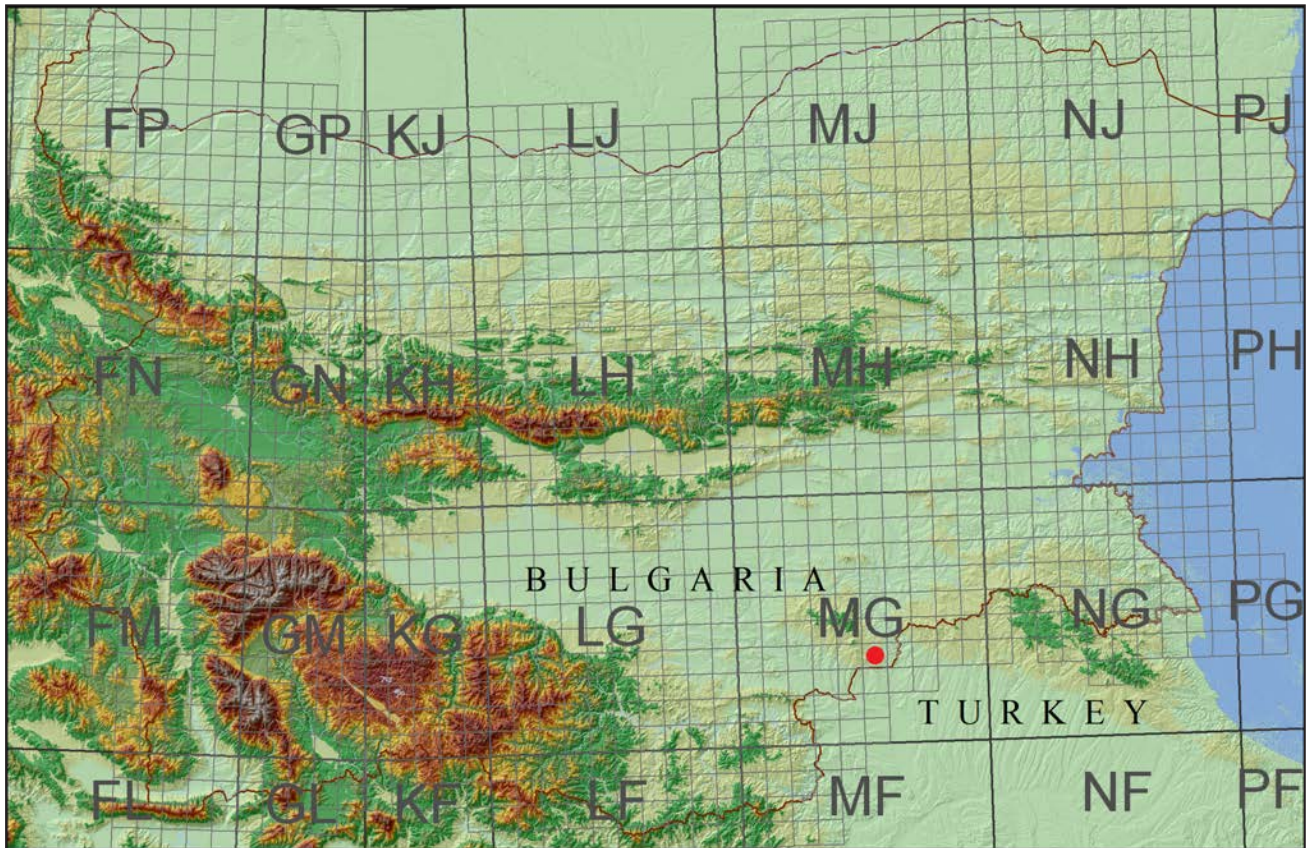 FP GP KJ LJ MJ NJ PJ
FN GN KH LH MH NH PH
BULGARIA
FM GM KG LG MG NG PG
TURKEY
FL GL KF LF MF NF PF